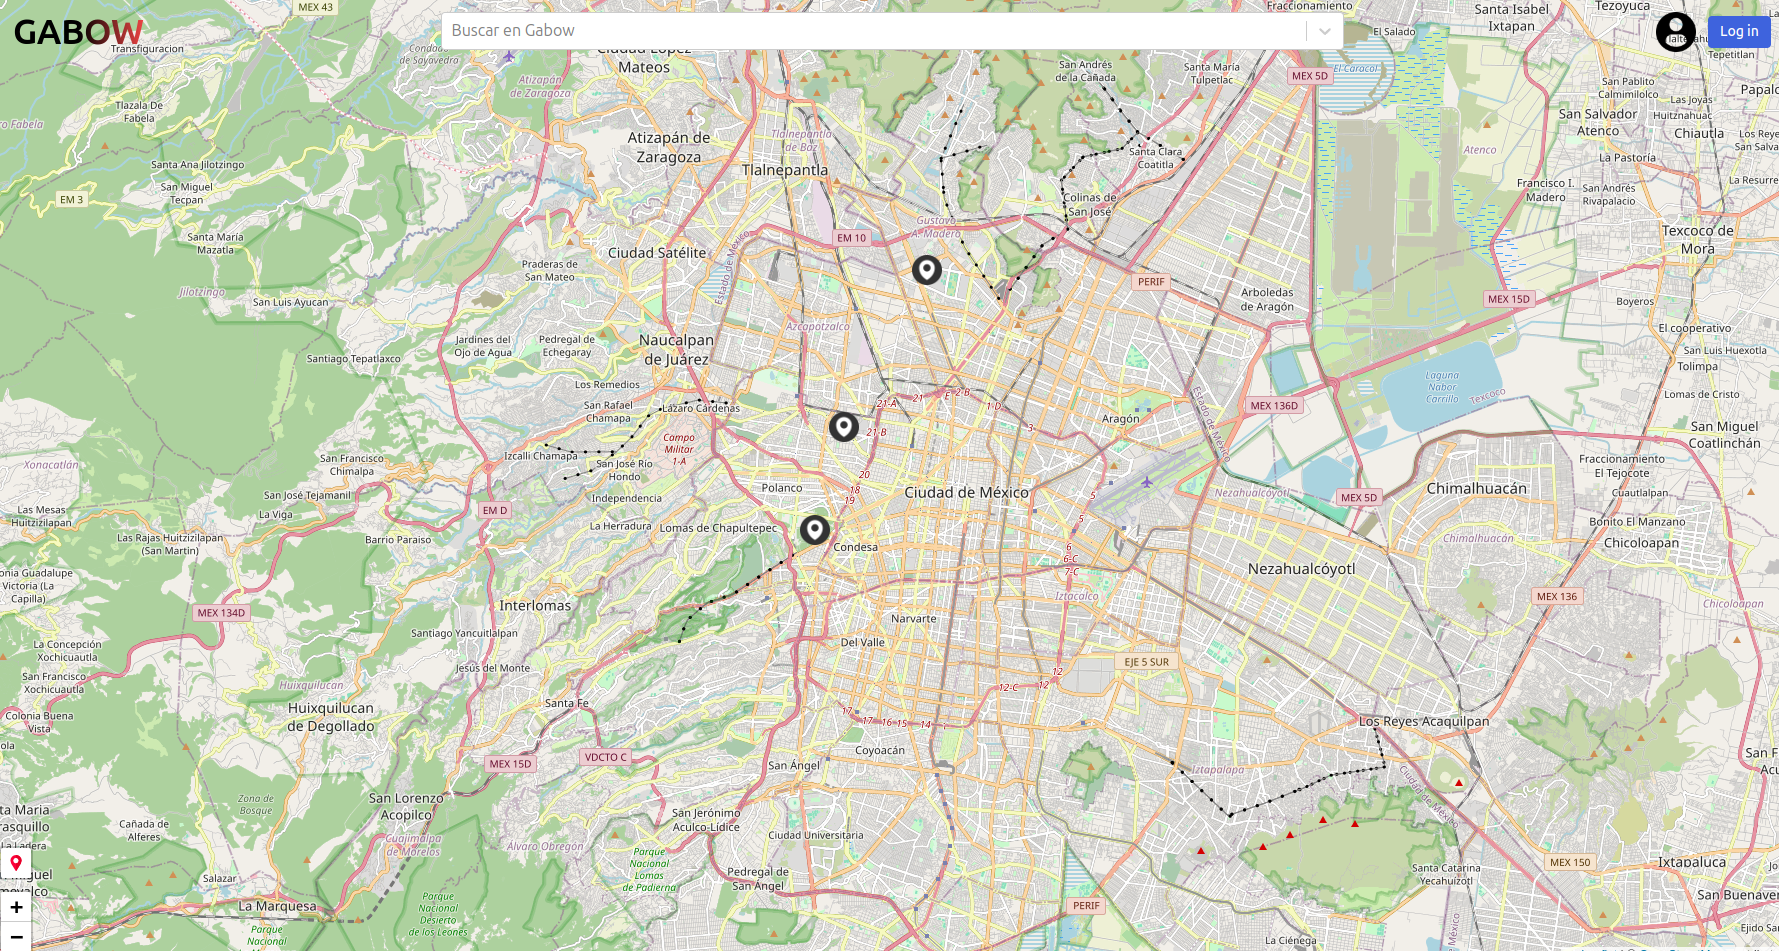 GABOW
Buscar en Gabow
Log in
MEX 43
Transfiguracion
Condado
de Sayavedra
Ciudad López
Mateos
San Andrés
de la Cañada
Santa María
Tulpetlac
Fraccionamiento
El Salado
Santa Isabel
Ixtapan
Tezoyuca
Tepetitlan
MEX 5D
El Caracol
San Pablito
Calmimilolco
Papalo
Las Joyas
Huitznahuac
Atizapán
de Zaragoza
Tlazala De
Fabela
o Fabela
Atizapán de
Zaragoza
Tlalnepantla
de Baz
Tlalnepantla
Santa Clara
Coatitla
San Salvador
Atenco
Chiautla
Los Reyes
San Salva
Atenco
La Pastoría
La Resurre
Santa Ana Jilotzingo
San Miguel
Tecpan
EM 3
Colinas de
San José
Francisco I.
Madero
San Andrés
Rivapalacio
Gustavo
A. Madero
EM 10
Santa María
Mazatla
Ciudad Satélite
Estado de México
Texcoco de
Mora
Praderas de
San Mateo
Jilotzingo
San Luis Ayucan
PERIF
Arboledas
de Aragón
MEX 15D
Boyeros
Azcapotzalco
Naucalpan
de Juárez
Jardines del
Ojo de Agua
Pedregal de
Echegaray
Santiago Tepatlaxco
El cooperativo
San Luis Huexotla
Tolimpa
Los Remedios
Laguna
Nabor
Carrillo
Texcoco
Lomas de Cristo
San Rafael
Chamapa
Lázaro Cárdenas
21-A
21
E
2-B
1-D
3
Aragón
MEX 136D
Estado de México
21-B
Campo
Militar
1-A
San Miguel
Coatlinchán
Xonacatlán
San Francisco
Chimalpa
Izcalli Chamapa
San José Río
Hondo
20
Fraccionamiento
El Tejocote
Polanco
18
19
Ciudad de México
5
Nezahualcóyotl
MEX 5D
Chimalhuacán
Cuautlalpan
San José Tejamanil
Independencia
Las Mesas
Huitzilzipan
La Viga
EM D
5
La Herradura
Lomas de Chapultepec
Bonito El Manzano
Las Rajas Huitzizilapan
(San Martin)
Barrio Paraiso
Condesa
6
6-C
7-C
Chimalhuacán
Chicoloapan
onia Guadalupe
Victoria (La
Capilla)
Nezahualcóyotl
MEX 134D
Interlomas
Iztacalco
MEX 136
Chicoloapan
Santiago Yancuitlalpan
Narvarte
Del Valle
La Concepción
Xochicuautla
Jesús del Monte
EJE 5 SUR
San Francisco
Xochicuautla
Huixquilucan
12
12
12-C
Santa Fe
Colonia Buena
Vista
Huixquilucan
de Degollado
17
17
16
15
14
Los Reyes Acaquilpan
ola
Coyoacán
San F
Acu
MEX 15D
VDCTO C
San Ángel
Iztapalapa
Ciudad de México
Zona de
Bosque
San Lorenzo
Acopilco
ta Maria
rasquillo
Cañada de
Alferes
San Jerónimo
Aculco-Lídice
Ciudad Universitaria
Cuajimalpa
de Morelos
Álvaro Obregón
La Ladera
Parque
Nacional
Lomas
de Padierna
MEX 150
Ixtapaluca
Santa Catarina
Yecahuizotl
Salazar
Pedregal de
San Ángel
La Marquesa
Parque
Nacional
Desierto
de los Leones
PERIF
San Buenaven
Parque
Nacional
La Ciénega
Ejido Sa
México
+
−